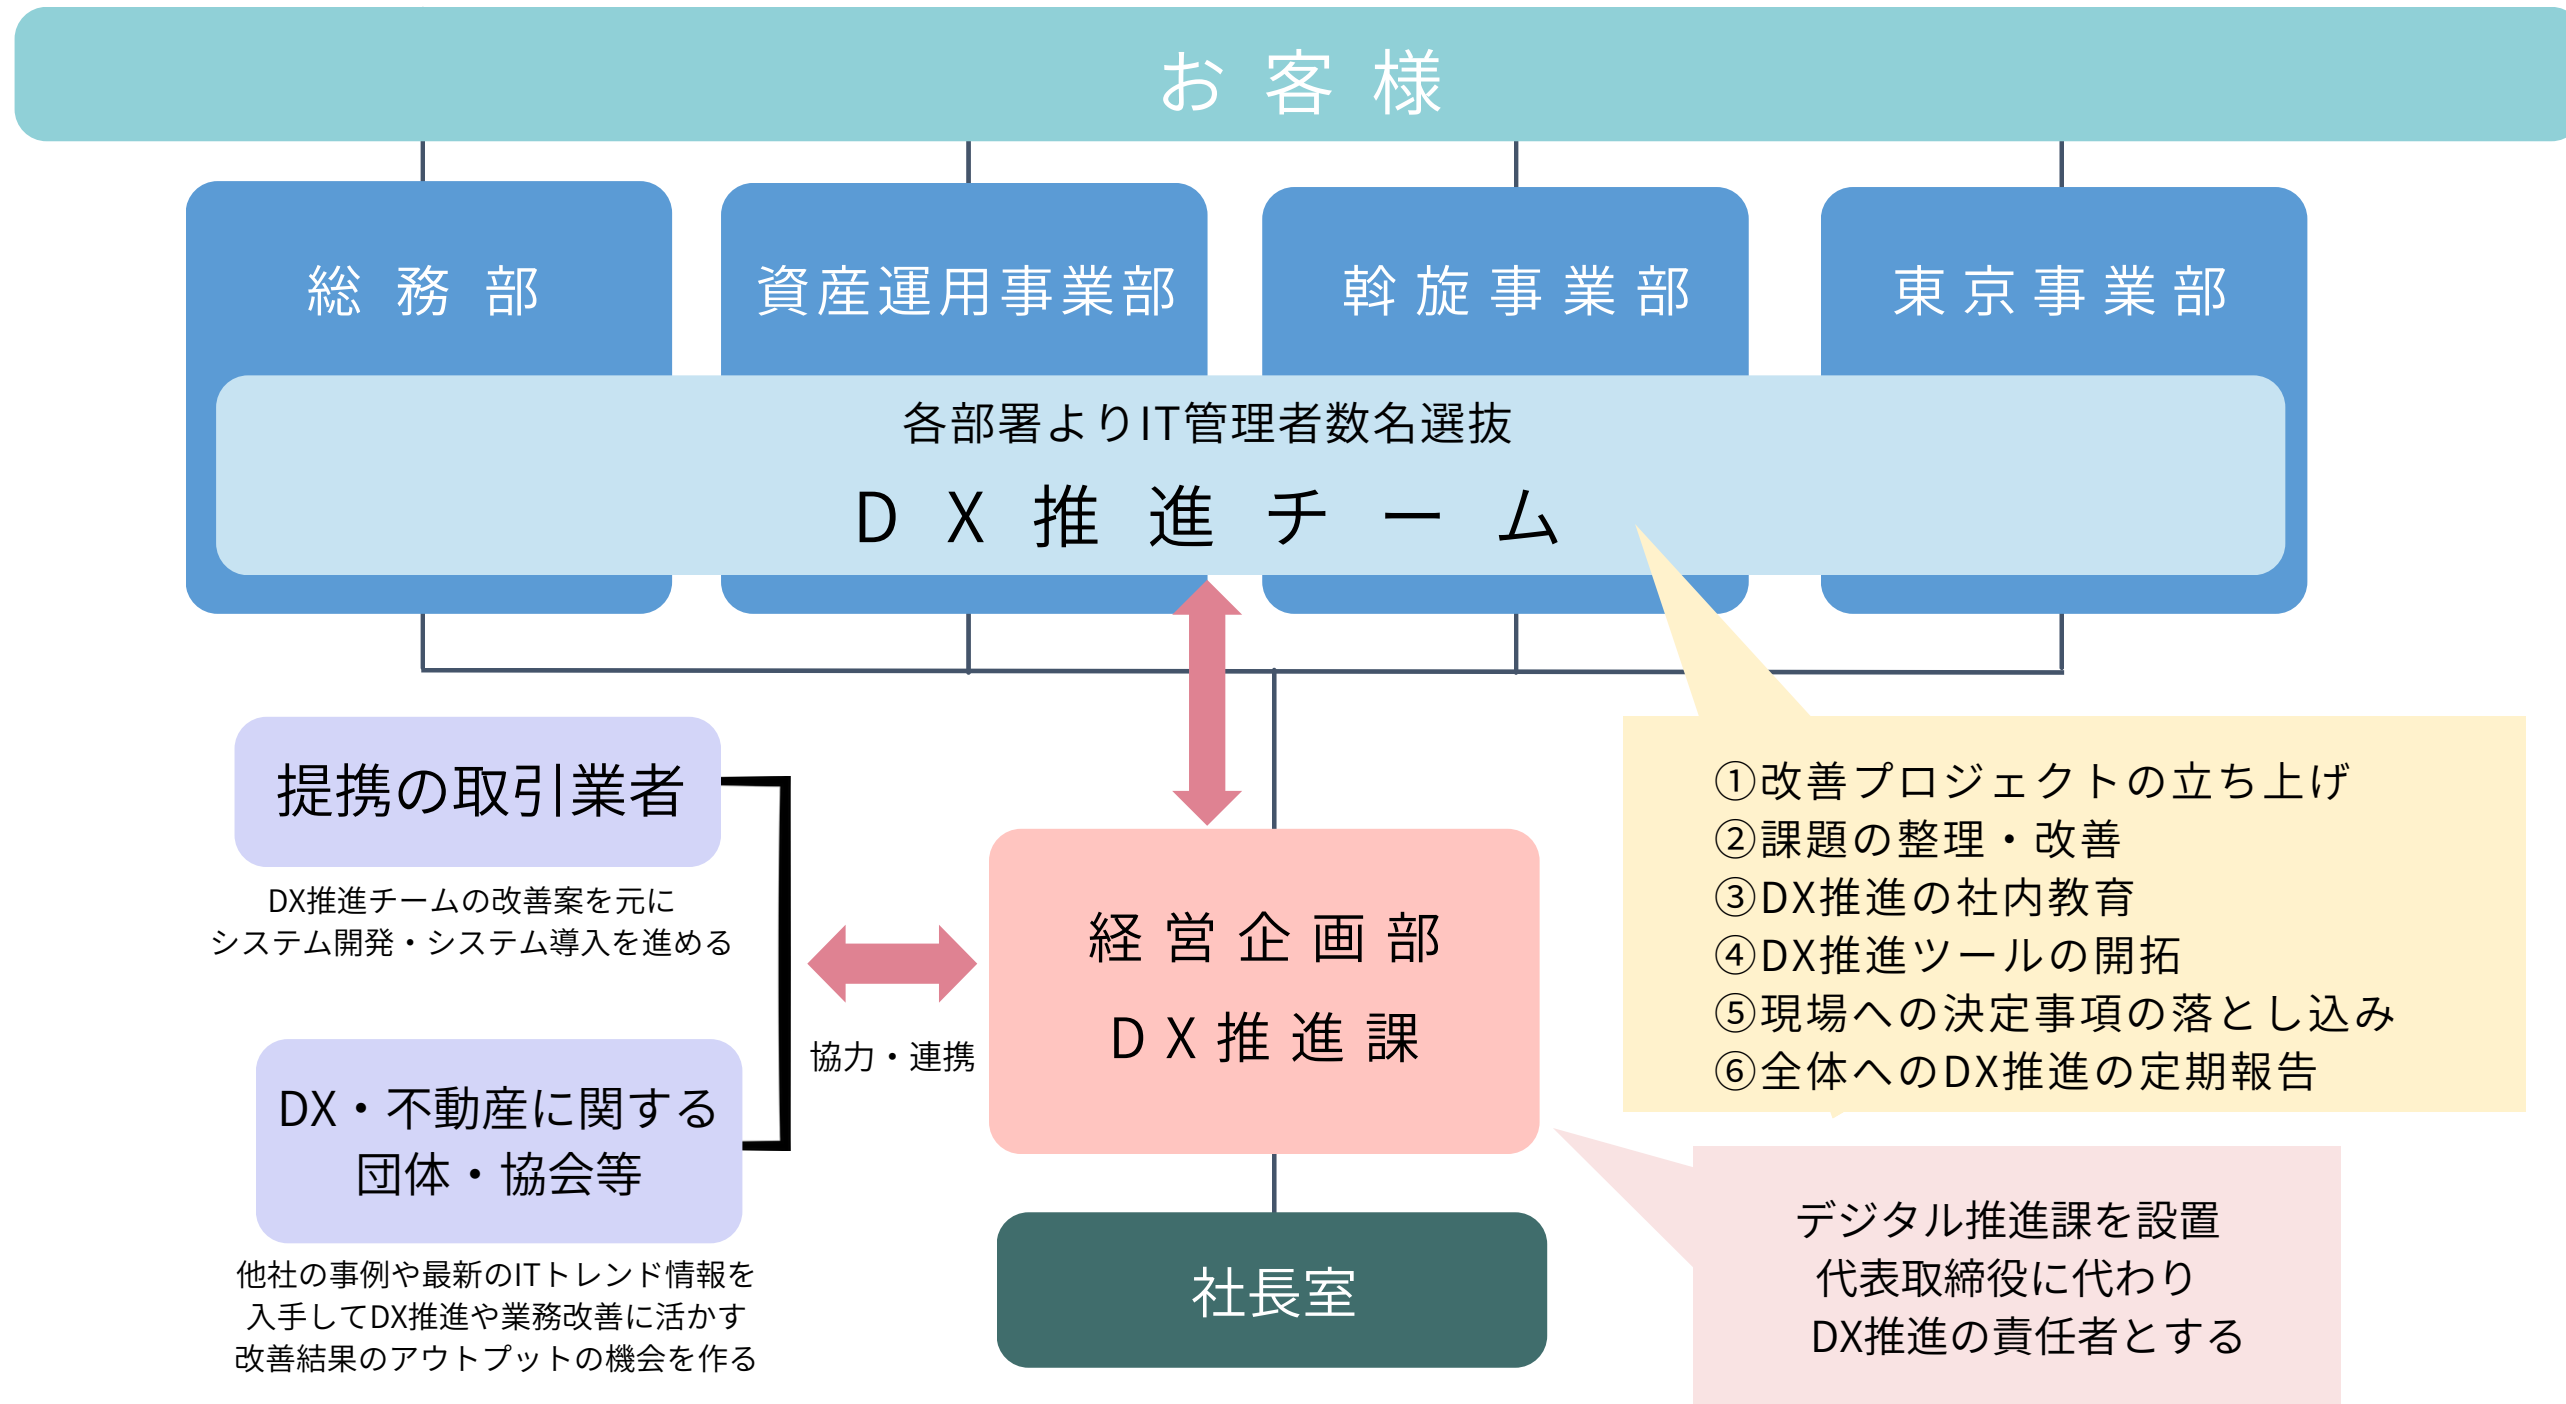 お客様
総務部
資産運用事業部
斡旋事業部
東京事業部
各部署よりIT管理者数名選抜
DX推進チーム
提携の取引業者
DX推進チームの改善案を元に
システム開発・システム導入を進める
DX・不動産に関する
団体・協会等
他社の事例や最新のITトレンド情報を
入手してDX推進や業務改善に活かす
改善結果のアウトプットの機会を作る
協力・連携
経営企画部
DX推進課
社長室
①改善プロジェクトの立ち上げ
②課題の整理・改善
③DX推進の社内教育
④DX推進ツールの開拓
⑤現場への決定事項の落とし込み
⑥全体へのDX推進の定期報告
デジタル推進課を設置
代表取締役に代わり
DX推進の責任者とする